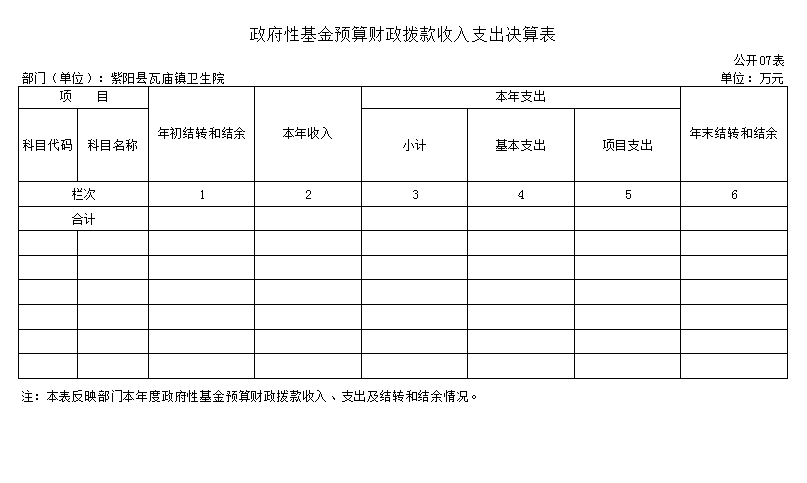 政府性基金预算财政拨款收入支出决算表
公开07表
部门（单位）：紫阳县瓦庙镇卫生院 单位：万元
项 目 年初结转和结余 本年收入 本年支出 年末结转和结余
科目代码 科目名称 小计 基本支出 项目支出
栏次 1 2 3 4 5 6
合计
注：本表反映部门本年度政府性基金预算财政拨款收入、支出及结转和结余情况。